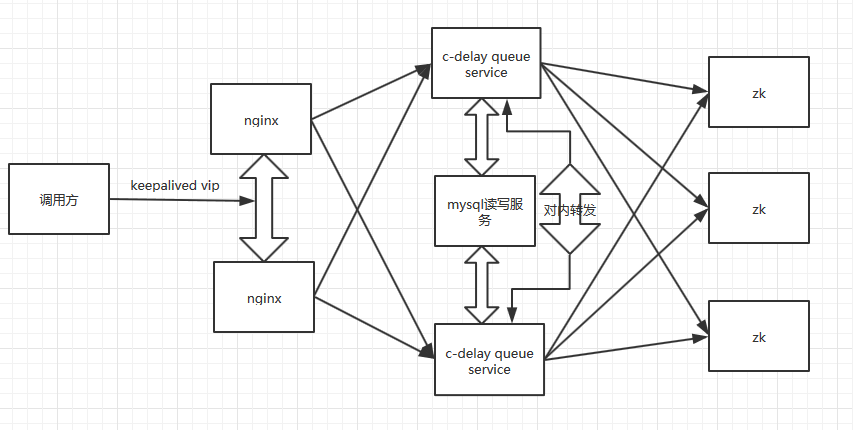 调用方
keepalived vip
nginx
nginx
c-delay queue
service
mysql读写服
务
对内转发
c-delay queue
service
zk
zk
zk